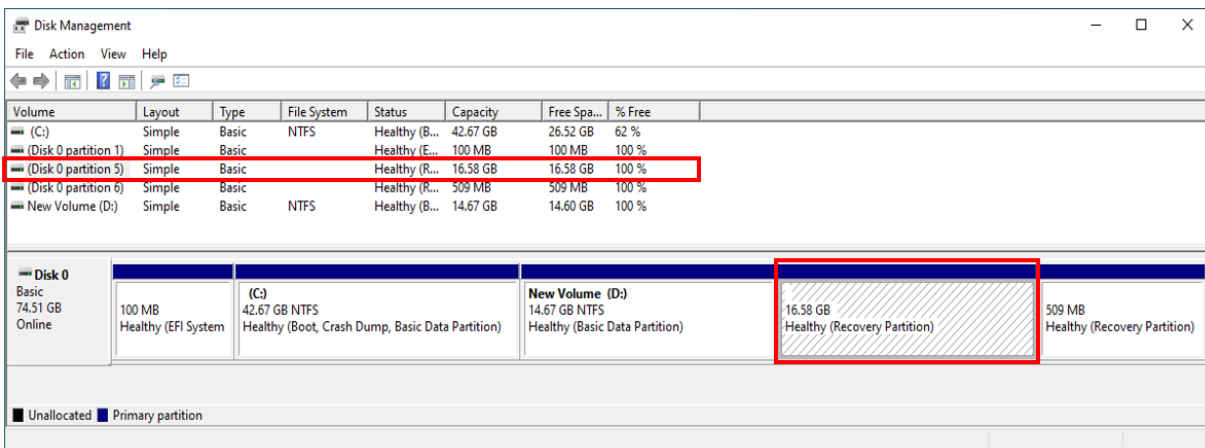 Disk Management
File Action View Help
Volume Layout Type File System Status Capacity Free Spa... % Free
(C:) Simple Basic NTFS Healthy (B... 42.67 GB 26.52 GB 62 %
(Disk 0 partition 1) Simple Basic Healthy (E... 100 MB 100 MB 100 %
(Disk 0 partition 5) Simple Basic Healthy (R... 16.58 GB 16.58 GB 100 %
(Disk 0 partition 6) Simple Basic Healthy (R... 509 MB 509 MB 100 %
New Volume (D:) Simple Basic NTFS Healthy (B... 14.67 GB 14.60 GB 100 %
Disk 0
Basic
74.51 GB
Online
100 MB
Healthy (EFI System
(C:)
42.67 GB NTFS
Healthy (Boot, Crash Dump, Basic Data Partition)
New Volume (D:)
14.67 GB NTFS
Healthy (Basic Data Partition)
16.58 GB
Healthy (Recovery Partition)
509 MB
Healthy (Recovery Partition)
Unallocated Primary partition